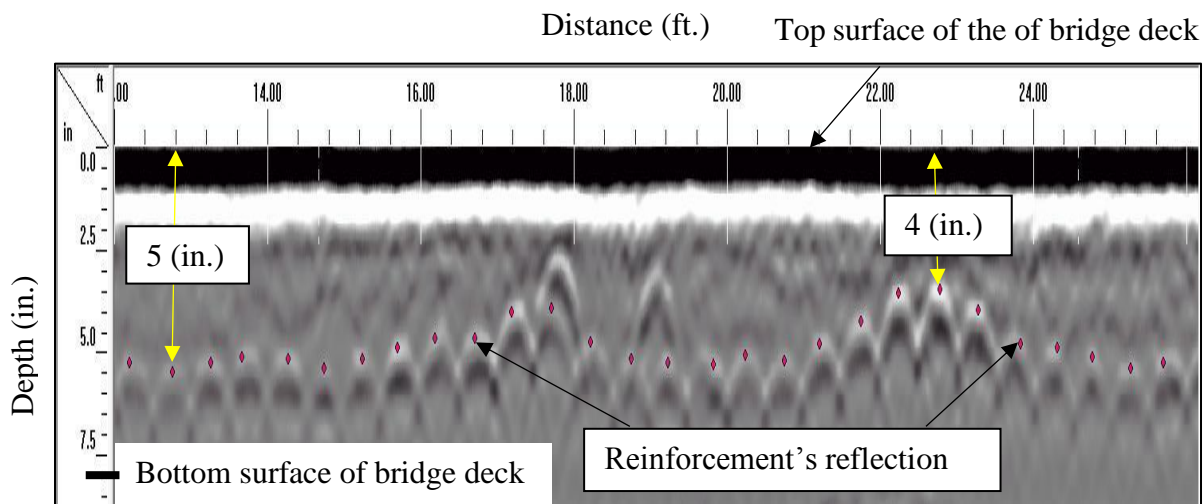 Distance (ft.)
Top surface of the of bridge deck
ft
.00 14.00 16.00 18.00 20.00 22.00 24.00
in
0.0
2.5
5 (in.)
4 (in.)
5.0
7.5
Depth (in.)
Reinforcement’s reflection
Bottom surface of bridge deck